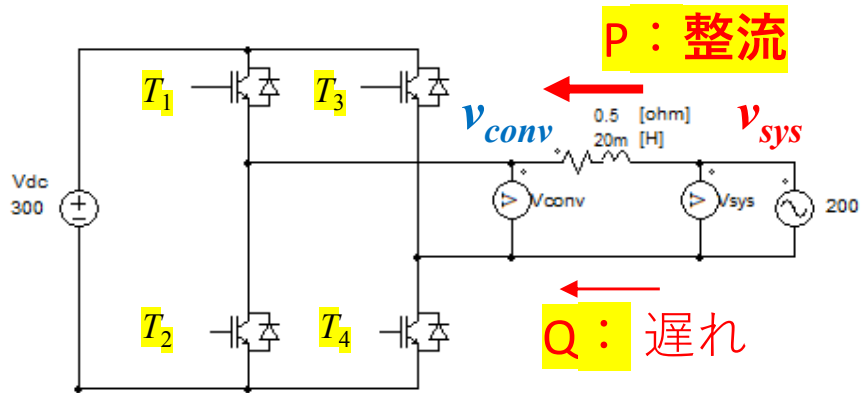 P：整流
T1
T3
vconv
0.5 [ohm]
20m [H]
vsys
Vdc
300
Vconv
Vsys
200
T2
T4
Q：遅れ